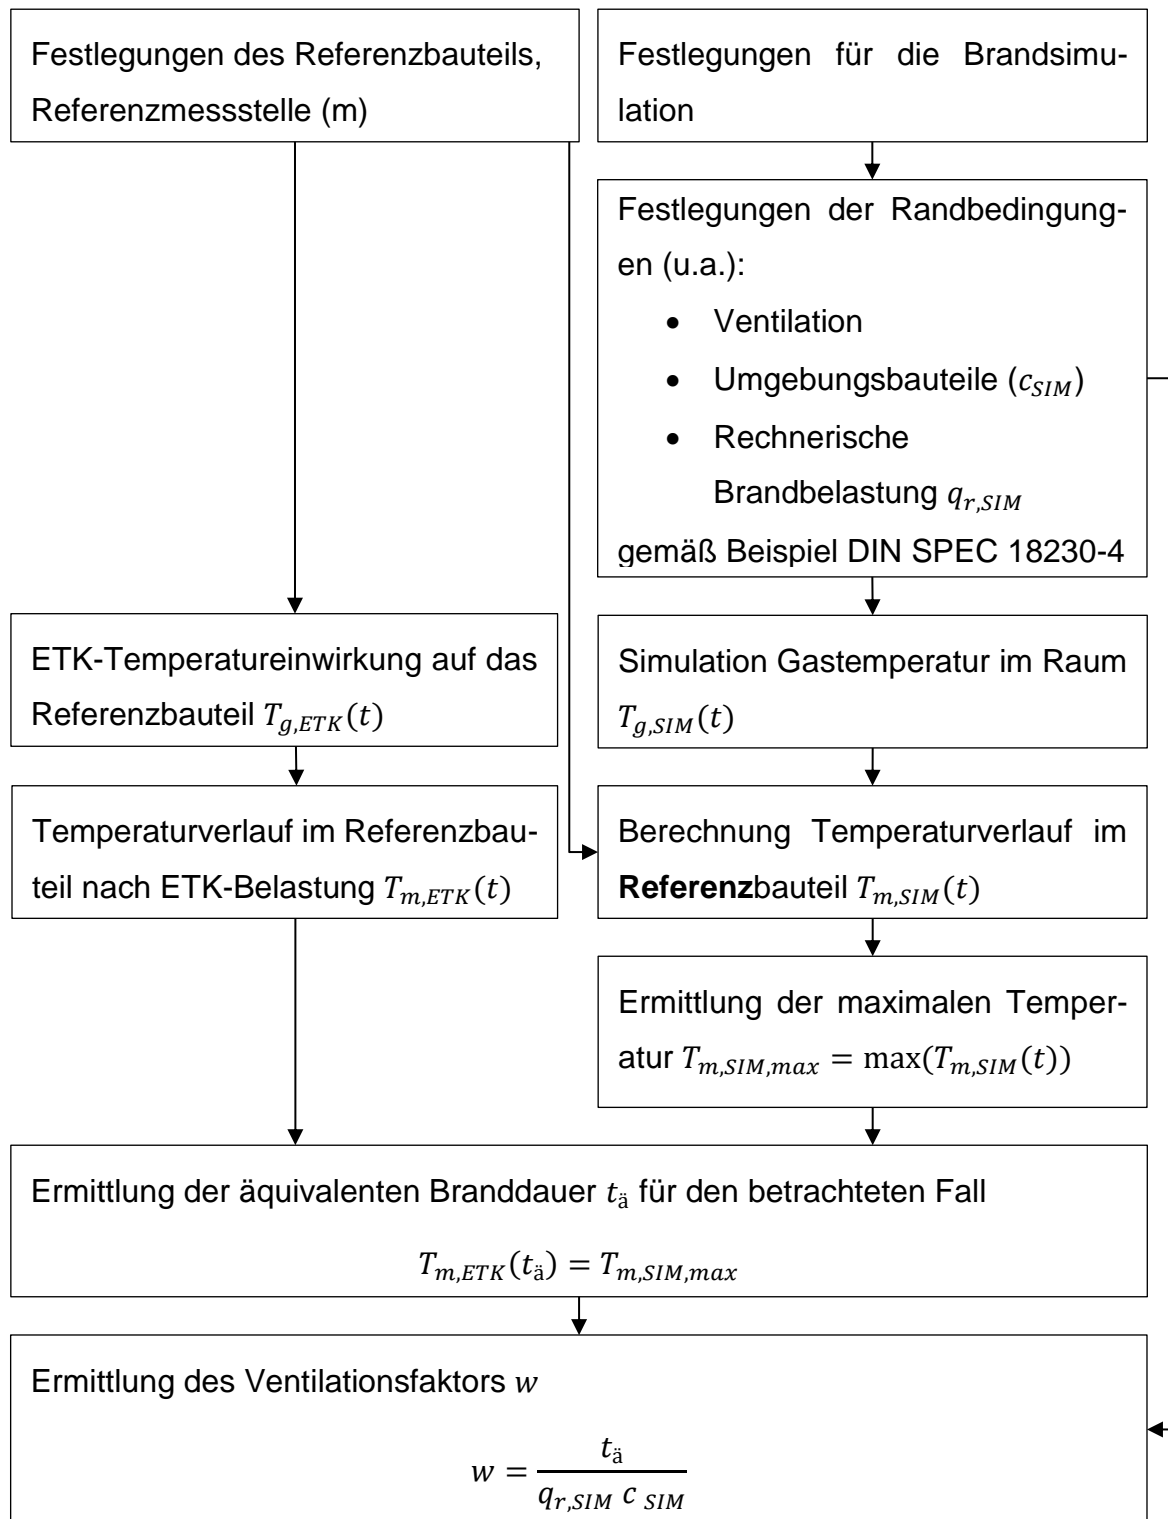 Festlegungen des Referenzbauteils,
Referenzmessstelle (m)
Festlegungen für die Brandsimu-
lation
Festlegungen der Randbedingung-
en (u.a.):
• Ventilation
• Umgebungsbauteile (c_SIM)
• Rechnerische
Brandbelastung q_r,SIM
gemäß Beispiel DIN SPEC 18230-4
ETK-Temperatureinwirkung auf das
Referenzbauteil T_g,ETK(t)
Simulation Gastemperatur im Raum
T_g,SIM(t)
Temperaturverlauf im Referenzbau-
teil nach ETK-Belastung T_m,ETK(t)
Berechnung Temperaturverlauf im
Referenzbauteil T_m,SIM(t)
Ermittlung der maximalen Temper-
atur T_m,SIM,max = max(T_m,SIM(t))
Ermittlung der äquivalenten Branddauer t_ä für den betrachteten Fall
T_m,ETK(t_ä) = T_m,SIM,max
Ermittlung des Ventilationsfaktors w
w = t_ä / (q_r,SIM c_SIM)